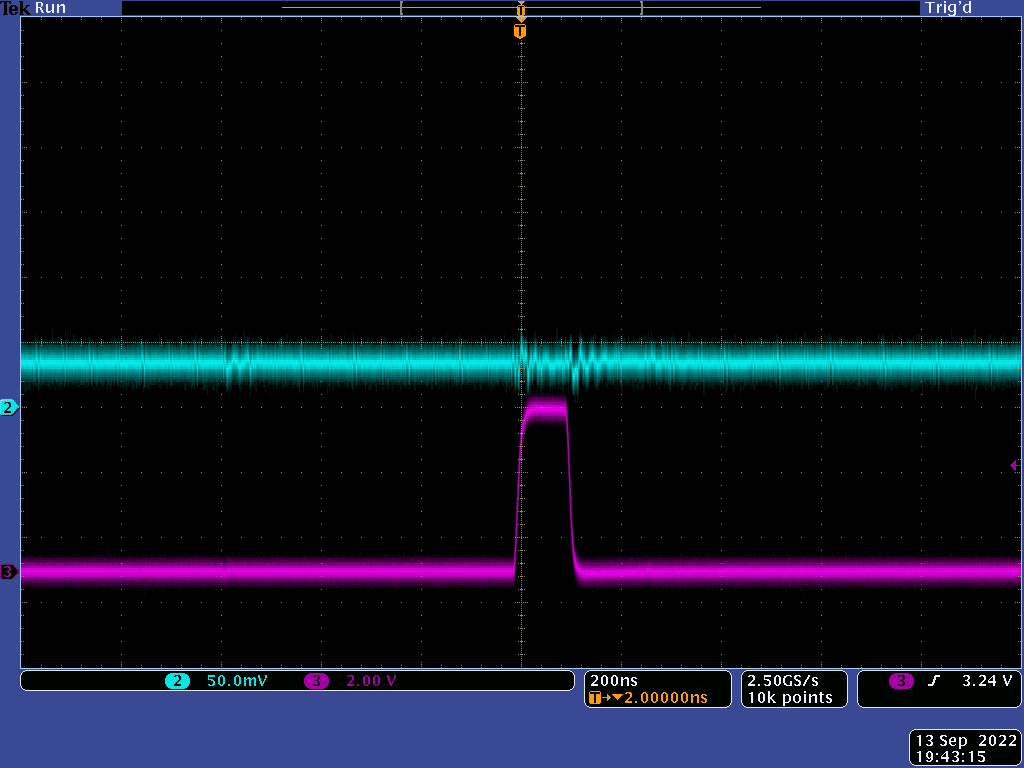 Tek Run Trig'd
T
T
2
3
2 50.0mV 3 2.00 V
200ns
T→▼2.00000ns
2.50GS/s
10k points
3 3.24 V
13 Sep 2022
19:43:15